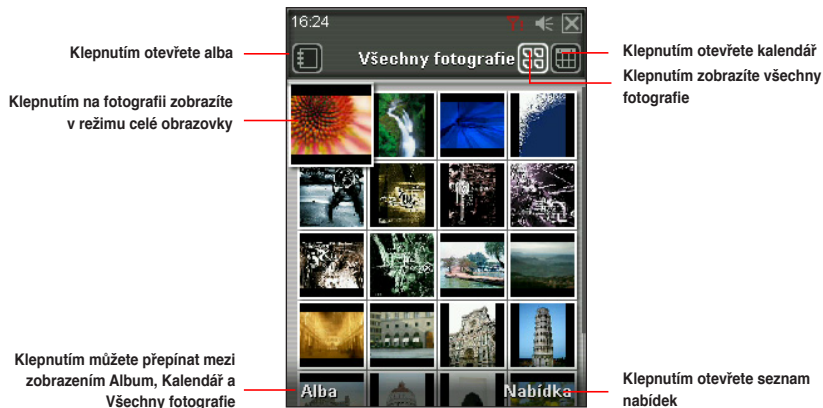 16:24
Klepnutím otevřete alba
Všechny fotografie
Klepnutím otevřete kalendář
Klepnutím zobrazíte všechny
fotografie
Klepnutím na fotografii zobrazíte
v režimu celé obrazovky
Klepnutím můžete přepínat mezi
zobrazením Album, Kalendář a
Všechny fotografie
Alba
Nabídka
Klepnutím otevřete seznam
nabídek